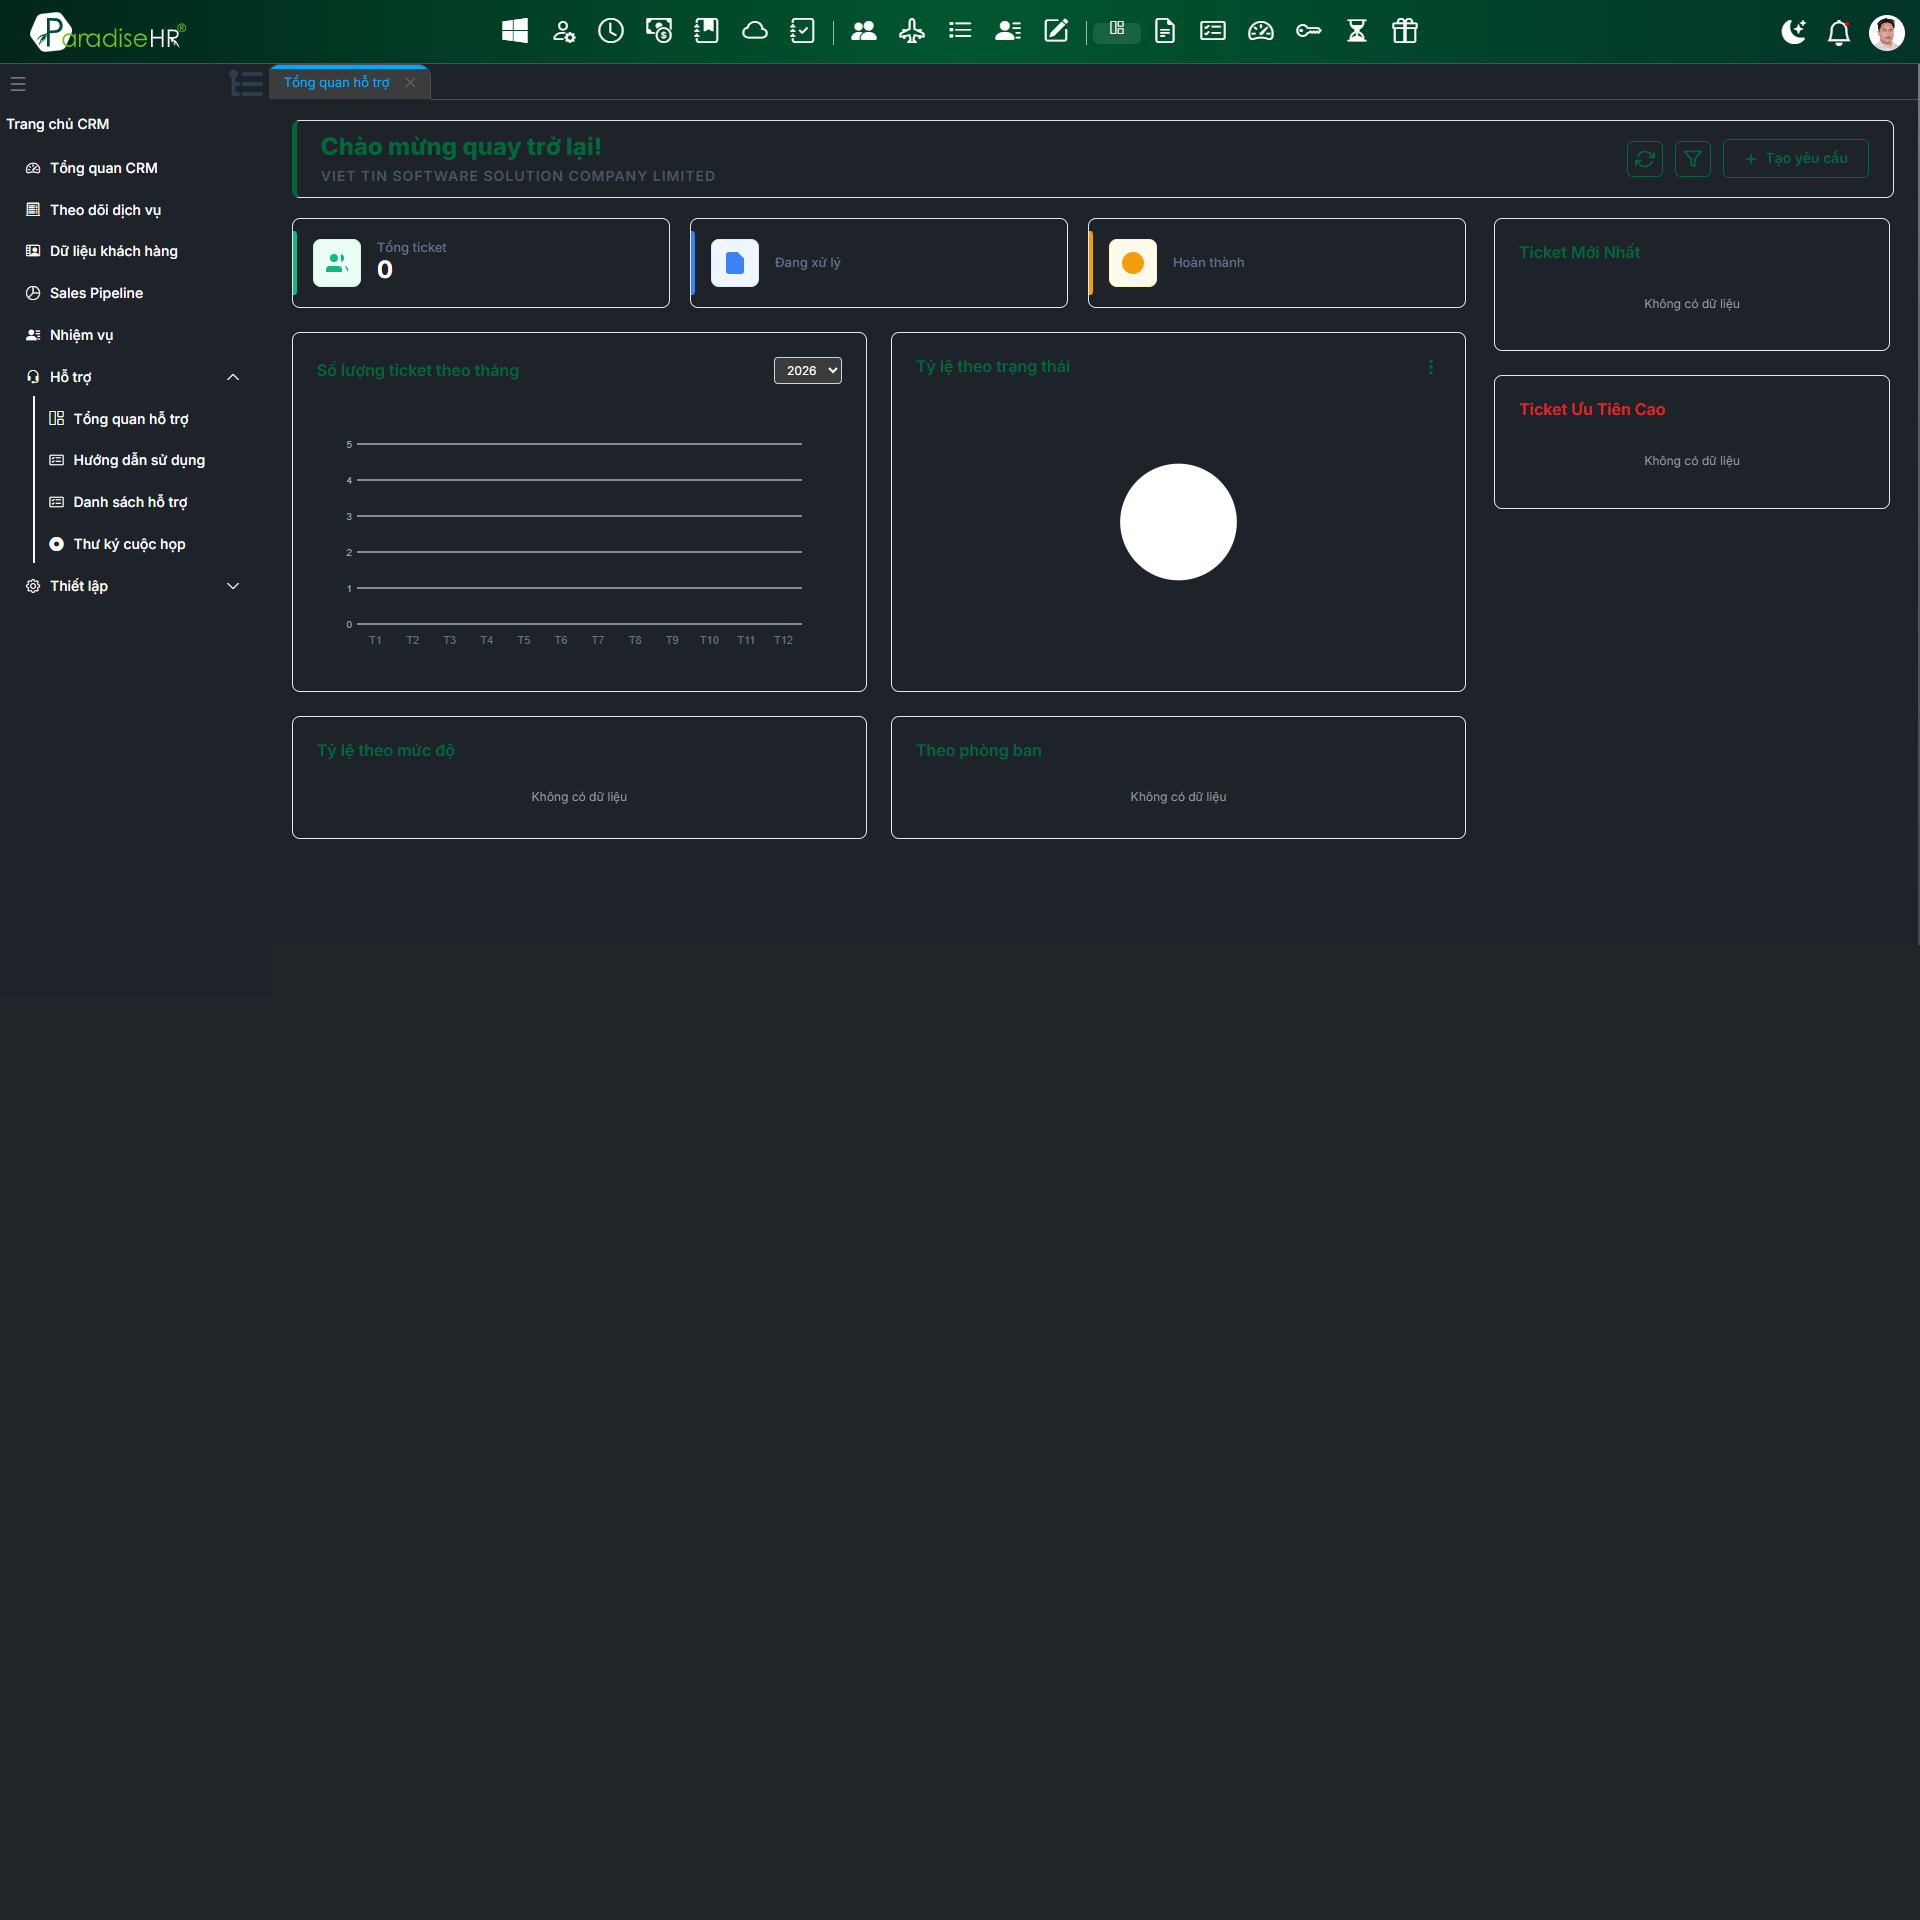 ParadiseHR®
Tổng quan hỗ trợ
Trang chủ CRM
Tổng quan CRM
Theo dõi dịch vụ
Dữ liệu khách hàng
Sales Pipeline
Nhiệm vụ
Hỗ trợ
Tổng quan hỗ trợ
Hướng dẫn sử dụng
Danh sách hỗ trợ
Thư ký cuộc họp
Thiết lập
Chào mừng quay trở lại!
VIET TIN SOFTWARE SOLUTION COMPANY LIMITED
+ Tạo yêu cầu
Tổng ticket
0
Đang xử lý
Hoàn thành
Ticket Mới Nhất
Không có dữ liệu
Ticket Ưu Tiên Cao
Không có dữ liệu
Số lượng ticket theo tháng
2026
5
4
3
2
1
0
T1 T2 T3 T4 T5 T6 T7 T8 T9 T10 T11 T12
Tỷ lệ theo trạng thái
Tỷ lệ theo mức độ
Không có dữ liệu
Theo phòng ban
Không có dữ liệu